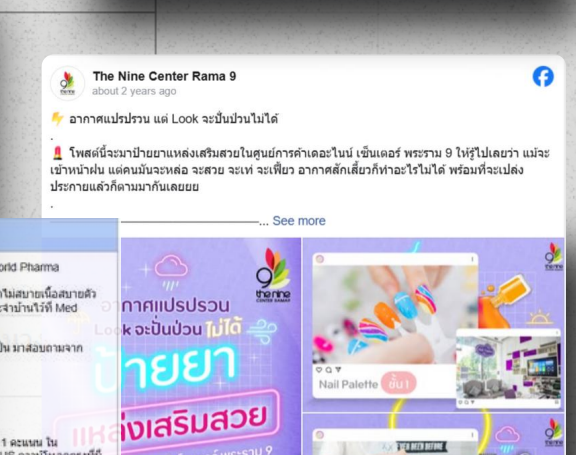 The Nine Center Rama 9
about 2 years ago
⚡ อากาศแปรปรวน แต่ Look จะปั่นป่วนไม่ได้
.
💄 โพสต์นี้จะมาป้ายยาแหล่งเสริมสวยในศูนย์การค้าเดอะไนน์ เซ็นเตอร์ พระราม 9 ให้รู้ไปเลยว่า แม้จะ
เข้าหน้าฝน แต่คนมันจะหล่อ จะสวย จะเท่ จะเฟี้ยว อากาศสักเสี้ยวก็ทำอะไรไม่ได้ พร้อมที่จะเปล่ง
ประกายแล้วก็ตามมากันเลยยย
.
... See more
orld Pharma
าไม่สบายเนื้อสบายตัว
ะจำบ้านไว้ที่ Med
ป็น มาสอบถามจาก
1 คะแนน ใน
อากาศแปรปรวน
Look จะปั่นป่วน ไม่ได้
ป้ายยา
แหล่งเสริมสวย
พระราม 9
9
the nine
CENTER RAMA9
Nail Palette ชั้น 1